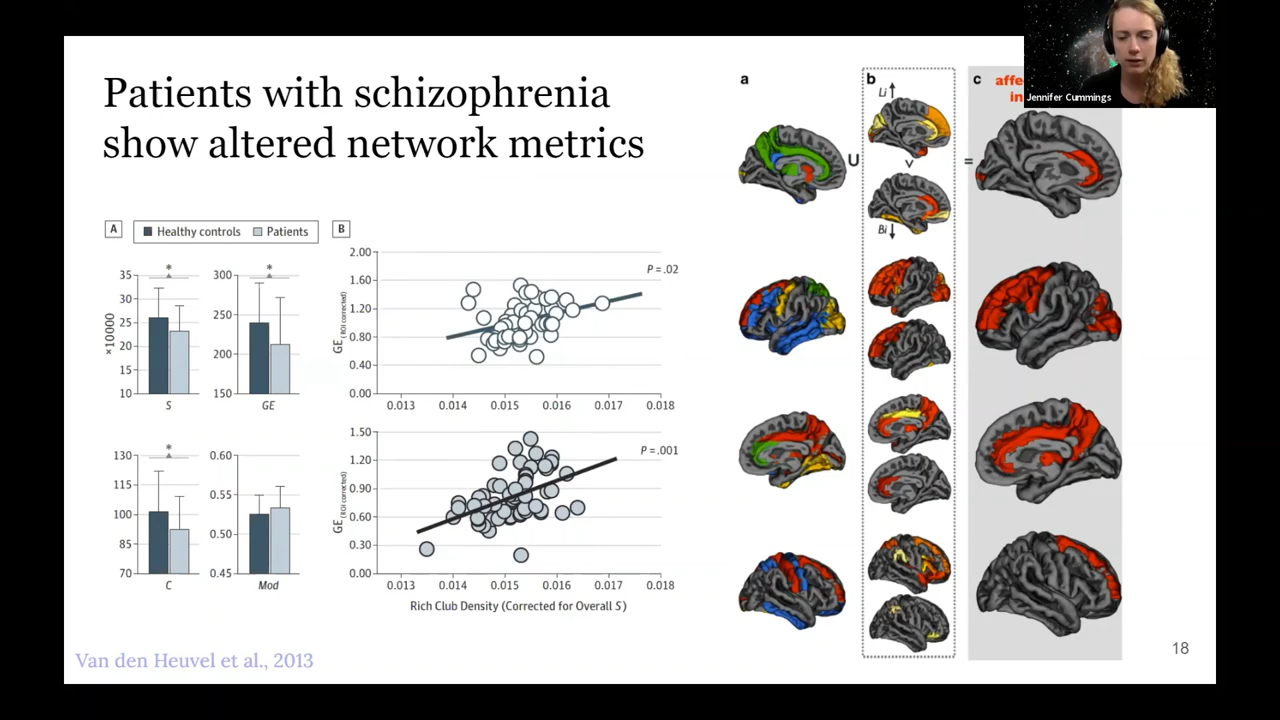 Patients with schizophrenia
show altered network metrics
Jennifer Cummings
A
Healthy controls
Patients
B
35
30
25
20
15
10
×10000
*
S
300
250
200
150
*
GE
130
115
100
85
70
*
C
0.60
0.55
0.50
0.45
Mod
2.00
1.60
1.20
0.80
0.40
0.00
GE (ROI corrected)
P = .02
0.013 0.014 0.015 0.016 0.017 0.018
1.50
1.20
0.90
0.60
0.30
0.00
GE (ROI corrected)
P = .001
0.013 0.014 0.015 0.016 0.017 0.018
Rich Club Density (Corrected for Overall S)
a
b
Li ↑
U
v
Bi ↓
=
c
Van den Heuvel et al., 2013
18